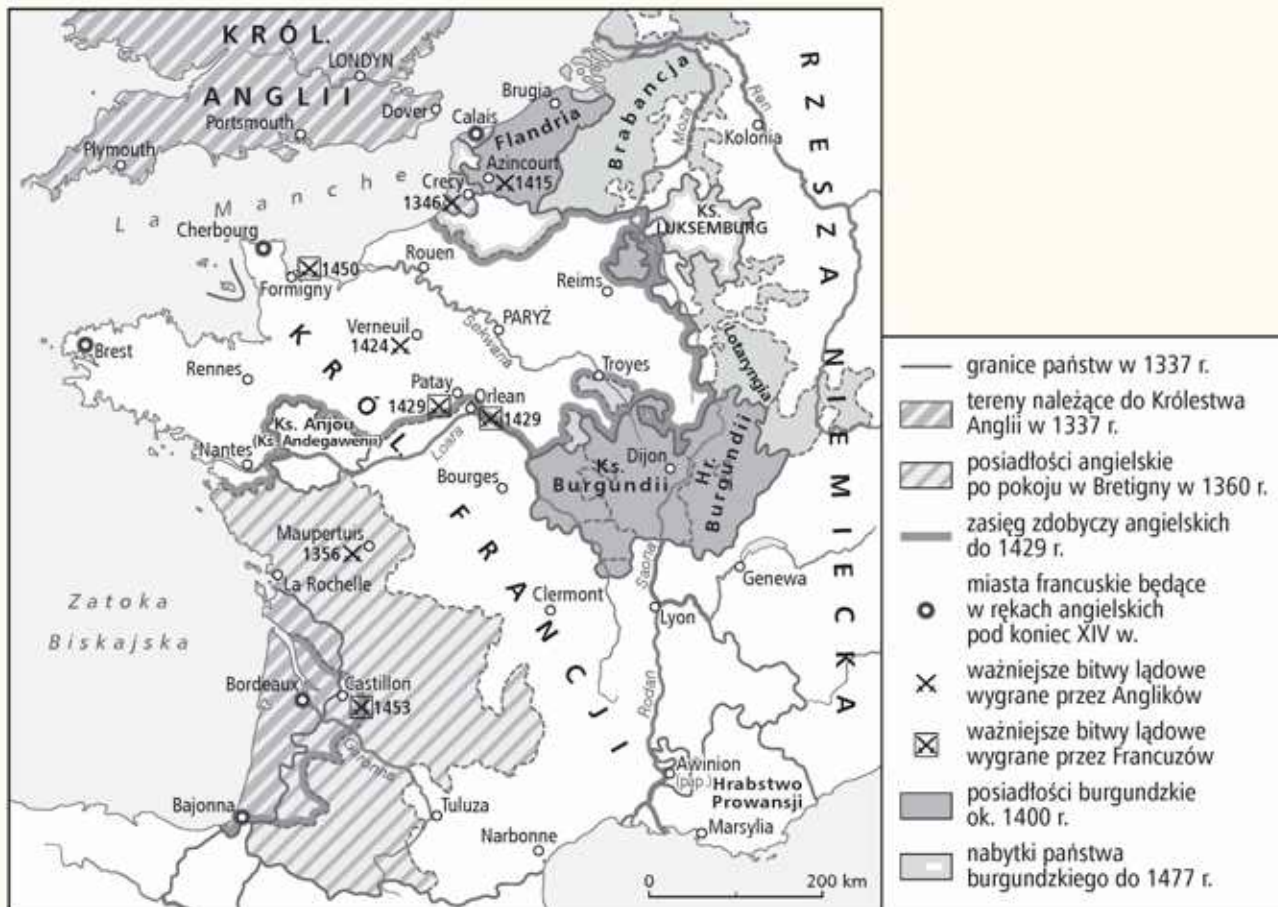 KRÓL.
LONDYN
ANGLII
Dover
Portsmouth
Plymouth
La Manche
Calais
Brugia
Flandria
Azincourt
1415
Crecy
1346
Brabancja
Moza
Ren
Kolonia
RZESZA NIEMIECKA
Ks.
LUKSEMBURG
Cherbourg
1450
Formigny
Rouen
Reims
Verneuil
1424
Sekwana
PARYŻ
Lotaryngia
Brest
Rennes
Troyes
Patay
1429
Orlean
1429
KRÓL. FRANCJI
Ks. Anjou
(Ks. Andegawenii)
Nantes
Loara
Bourges
Ks.
Burgundii
Dijon
Hr.
Burgundii
Maupertuis
1356
La Rochelle
Saona
Genewa
Zatoka
Biskajska
Clermont
Lyon
Bordeaux
Castillon
1453
Rodan
Awinion
(pap.)
Hrabstwo
Prowansji
Bajonna
Tuluza
Narbonne
Marsylia
0 200 km
granice państw w 1337 r.
tereny należące do Królestwa
Anglii w 1337 r.
posiadłości angielskie
po pokoju w Bretigny w 1360 r.
zasięg zdobyczy angielskich
do 1429 r.
miasta francuskie będące
w rękach angielskich
pod koniec XIV w.
ważniejsze bitwy lądowe
wygrane przez Anglików
ważniejsze bitwy lądowe
wygrane przez Francuzów
posiadłości burgundzkie
ok. 1400 r.
nabytki państwa
burgundzkiego do 1477 r.